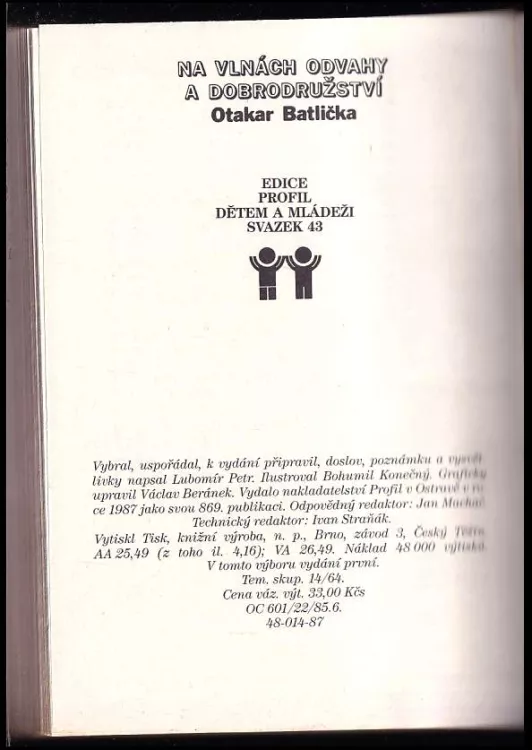 NA VLNÁCH ODVAHY
A DOBRODRUŽSTVÍ
Otakar Batlička
EDICE
PROFIL
DĚTEM A MLÁDEŽI
SVAZEK 43
Vybral, uspořádal, k vydání připravil, doslov, poznámku a
livky napsal Lubomír Petr. Ilustroval Bohumil Konečný. Graficky
upravil Václav Beránek. Vydalo nakladatelství Profil v Ostravě v
ce 1987 jako svou 869. publikaci. Odpovědný redaktor: Jan
Technický redaktor: Ivan Straňák.
Vytiskl Tisk, knižní výroba, n. p., Brno, závod 3, Český
AA 25,49 (z toho il. 4,16); VA 26,49. Náklad 48 000 výtisků.
V tomto výboru vydání první.
Tem. skup. 14/64.
Cena váz. výt. 33,00 Kčs
OC 601/22/85.6.
48-014-87